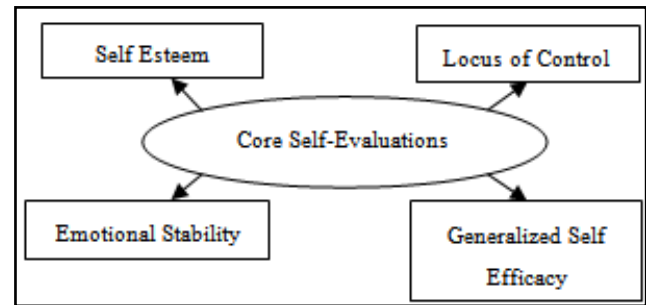 Self Esteem
Locus of Control
Core Self-Evaluations
Emotional Stability
Generalized Self
Efficacy